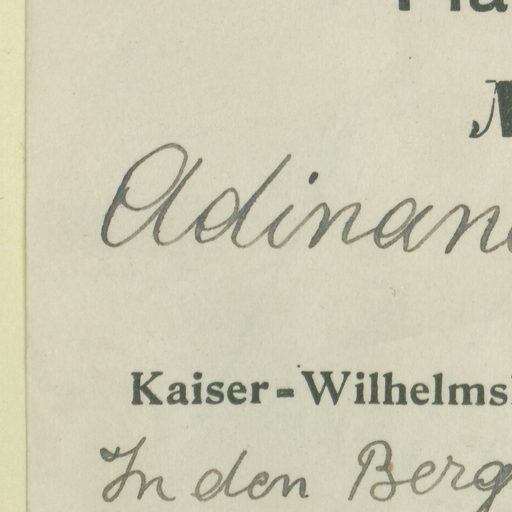 Adinan
Kaiser-Wilhelms
In den Berg